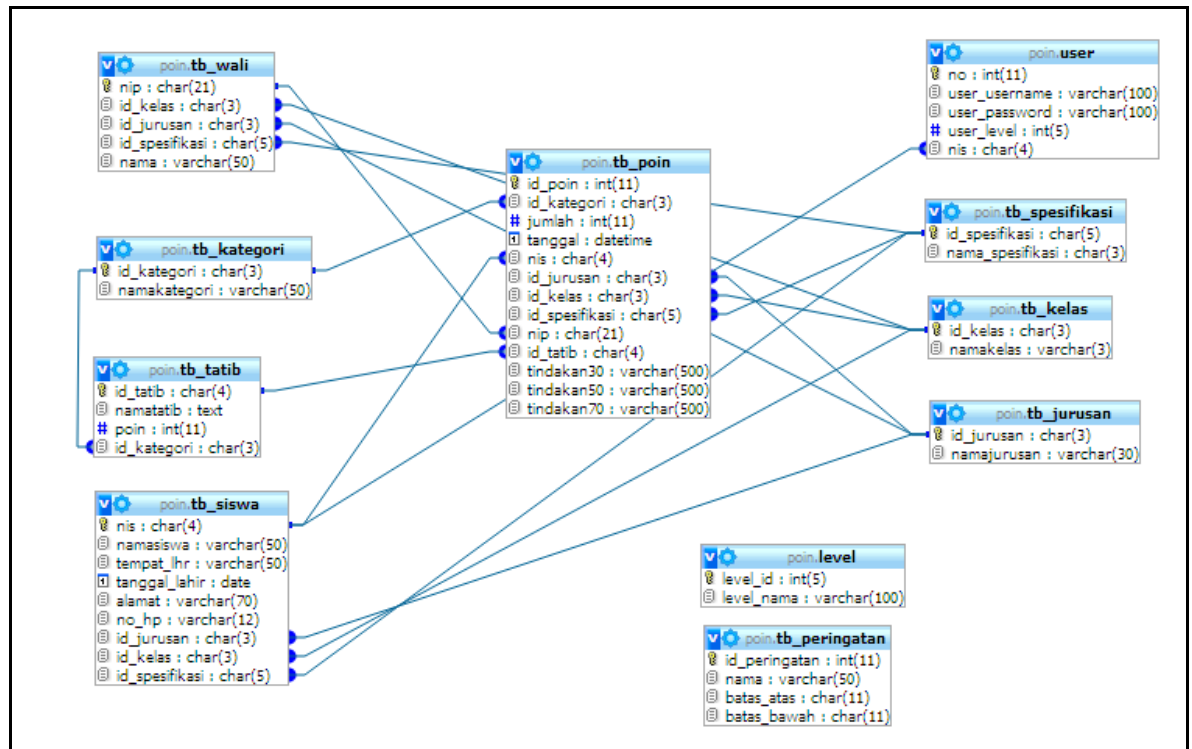 poin.tb_wali
nip : char(21)
id_kelas : char(3)
id_jurusan : char(3)
id_spesifikasi : char(5)
nama : varchar(50)
poin.tb_kategori
id_kategori : char(3)
namakategori : varchar(50)
poin.tb_tatib
id_tatib : char(4)
namatatib : text
# poin : int(11)
id_kategori : char(3)
poin.tb_siswa
nis : char(4)
namasiswa : varchar(50)
tempat_lhr : varchar(50)
tanggal_lahir : date
alamat : varchar(70)
no_hp : varchar(12)
id_jurusan : char(3)
id_kelas : char(3)
id_spesifikasi : char(5)
poin.tb_poin
id_poin : int(11)
id_kategori : char(3)
# jumlah : int(11)
tanggal : datetime
nis : char(4)
id_jurusan : char(3)
id_kelas : char(3)
id_spesifikasi : char(5)
nip : char(21)
id_tatib : char(4)
tindakan30 : varchar(500)
tindakan50 : varchar(500)
tindakan70 : varchar(500)
poin.user
no : int(11)
user_username : varchar(100)
user_password : varchar(100)
# user_level : int(5)
nis : char(4)
poin.tb_spesifikasi
id_spesifikasi : char(5)
nama_spesifikasi : char(3)
poin.tb_kelas
id_kelas : char(3)
namakelas : varchar(3)
poin.tb_jurusan
id_jurusan : char(3)
namajurusan : varchar(30)
poin.level
level_id : int(5)
level_nama : varchar(100)
poin.tb_peringatan
id_peringatan : int(11)
nama : varchar(50)
batas_atas : char(11)
batas_bawah : char(11)